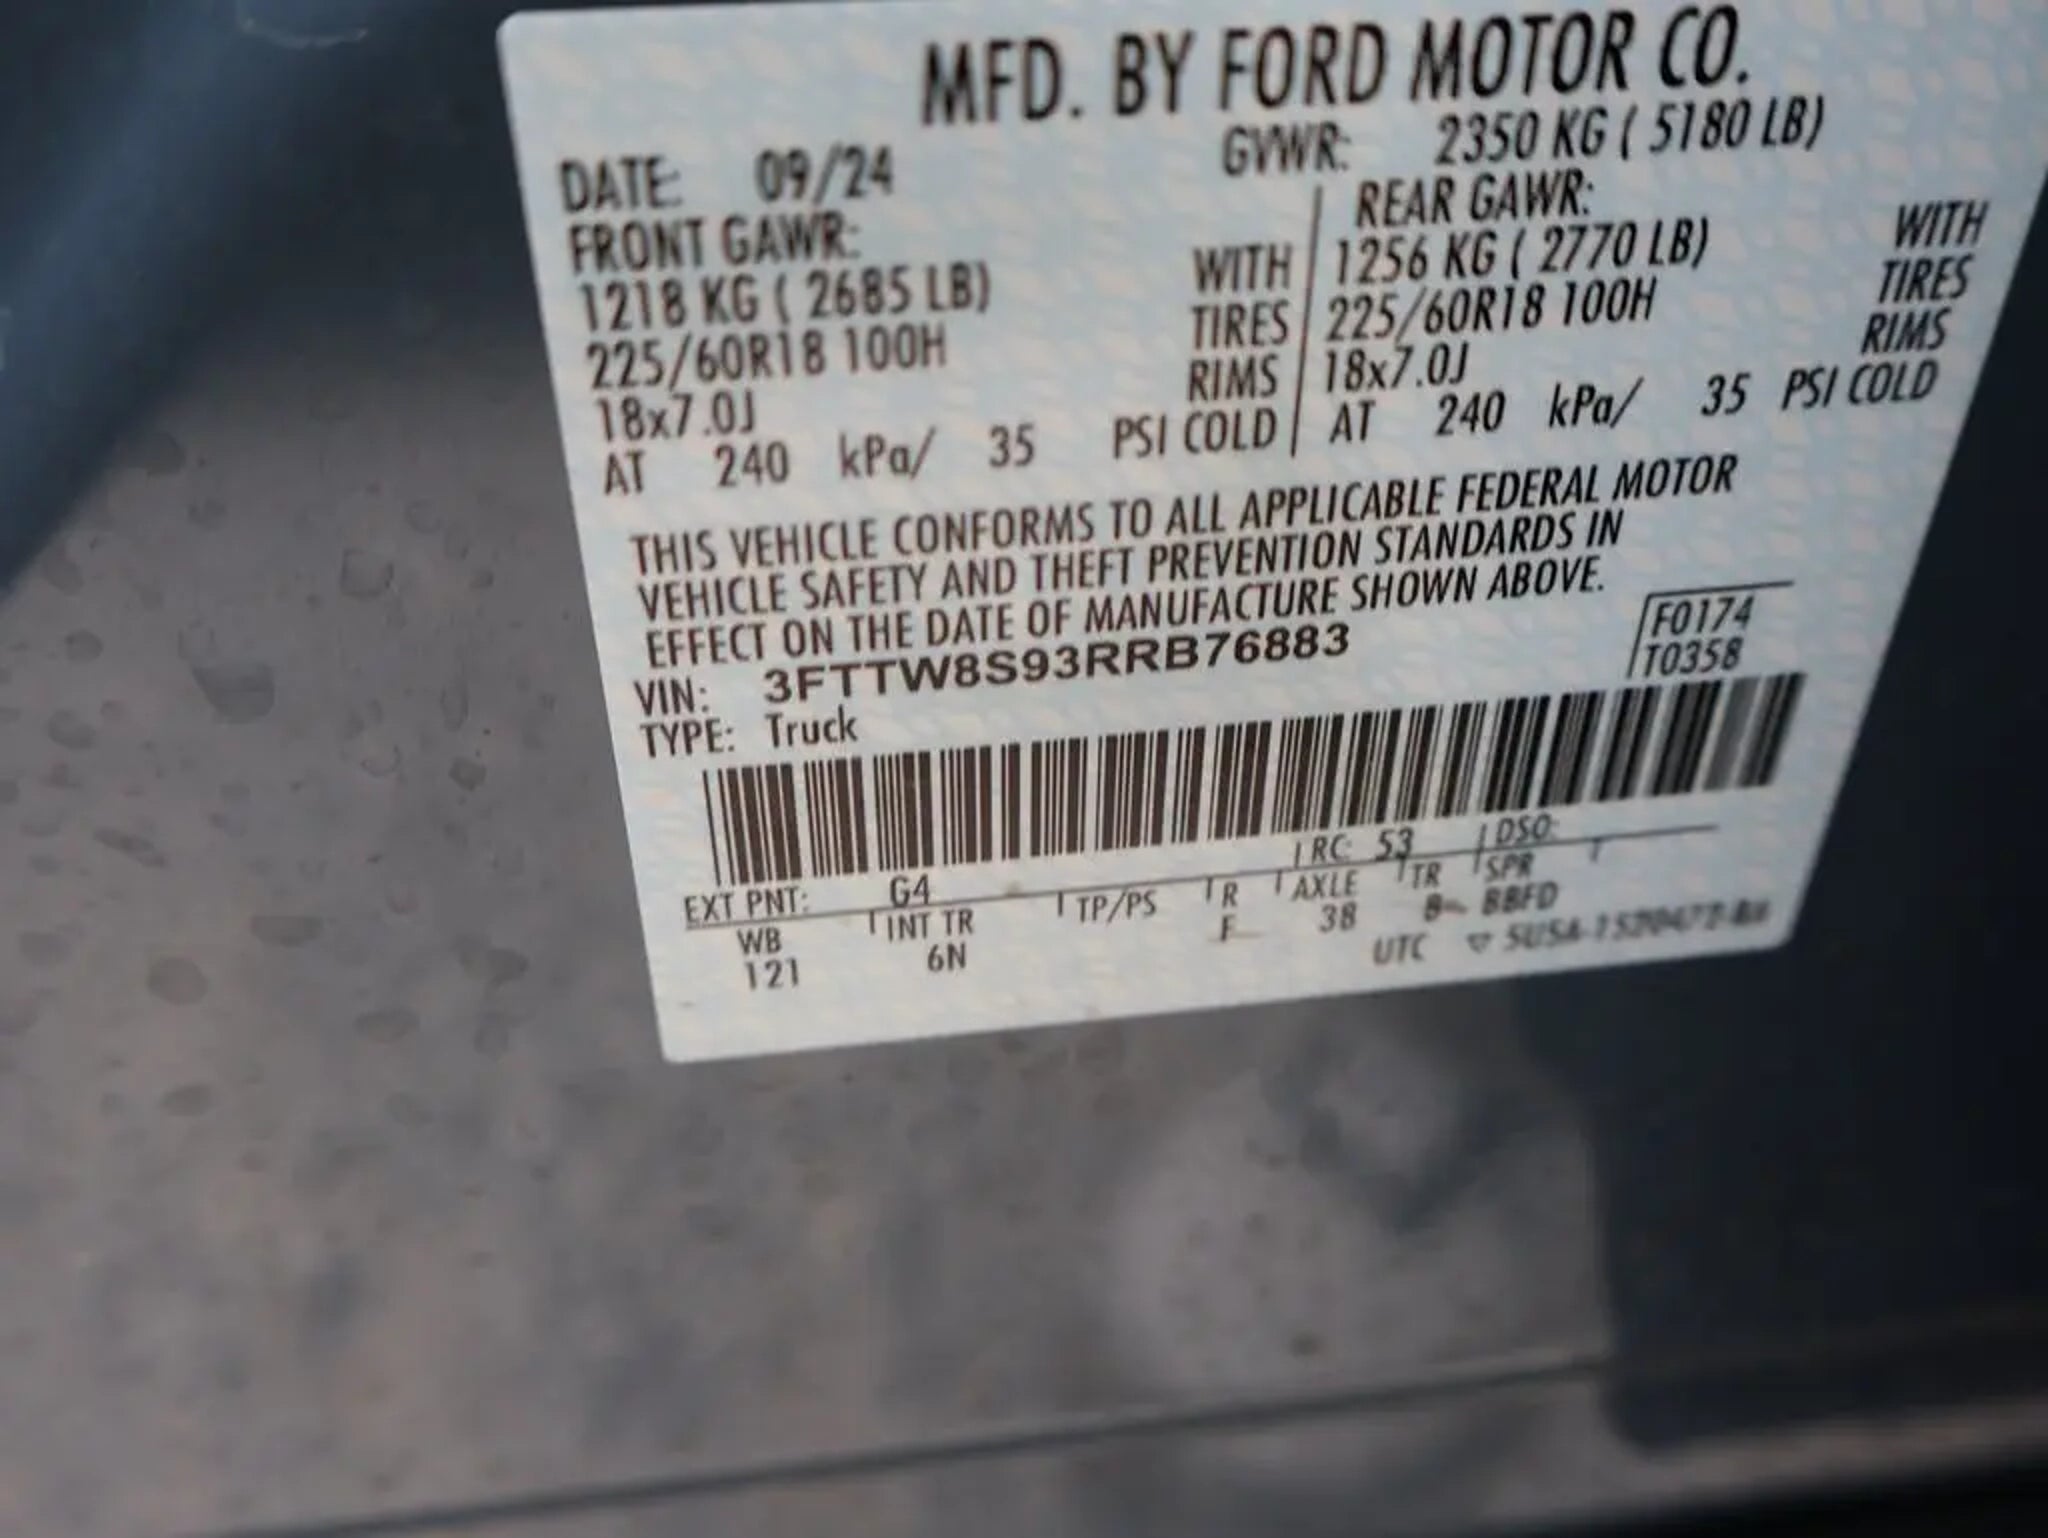 MFD. BY FORD MOTOR CO.
DATE: 09/24 GVWR: 2350 KG ( 5180 LB)
FRONT GAWR: REAR GAWR:
1218 KG ( 2685 LB) WITH 1256 KG ( 2770 LB) WITH
225/60R18 100H TIRES 225/60R18 100H TIRES
18x7.0J RIMS 18x7.0J RIMS
AT 240 kPa/ 35 PSI COLD AT 240 kPa/ 35 PSI COLD
THIS VEHICLE CONFORMS TO ALL APPLICABLE FEDERAL MOTOR
VEHICLE SAFETY AND THEFT PREVENTION STANDARDS IN
EFFECT ON THE DATE OF MANUFACTURE SHOWN ABOVE.
VIN: 3FTTW8S93RRB76883 F0174
TYPE: Truck T0358
EXT PNT: G4 RC: 53 DSO:
WB INT TR TP/PS R AXLE TR SPR
121 6N F 38 8 BBFD
UTC